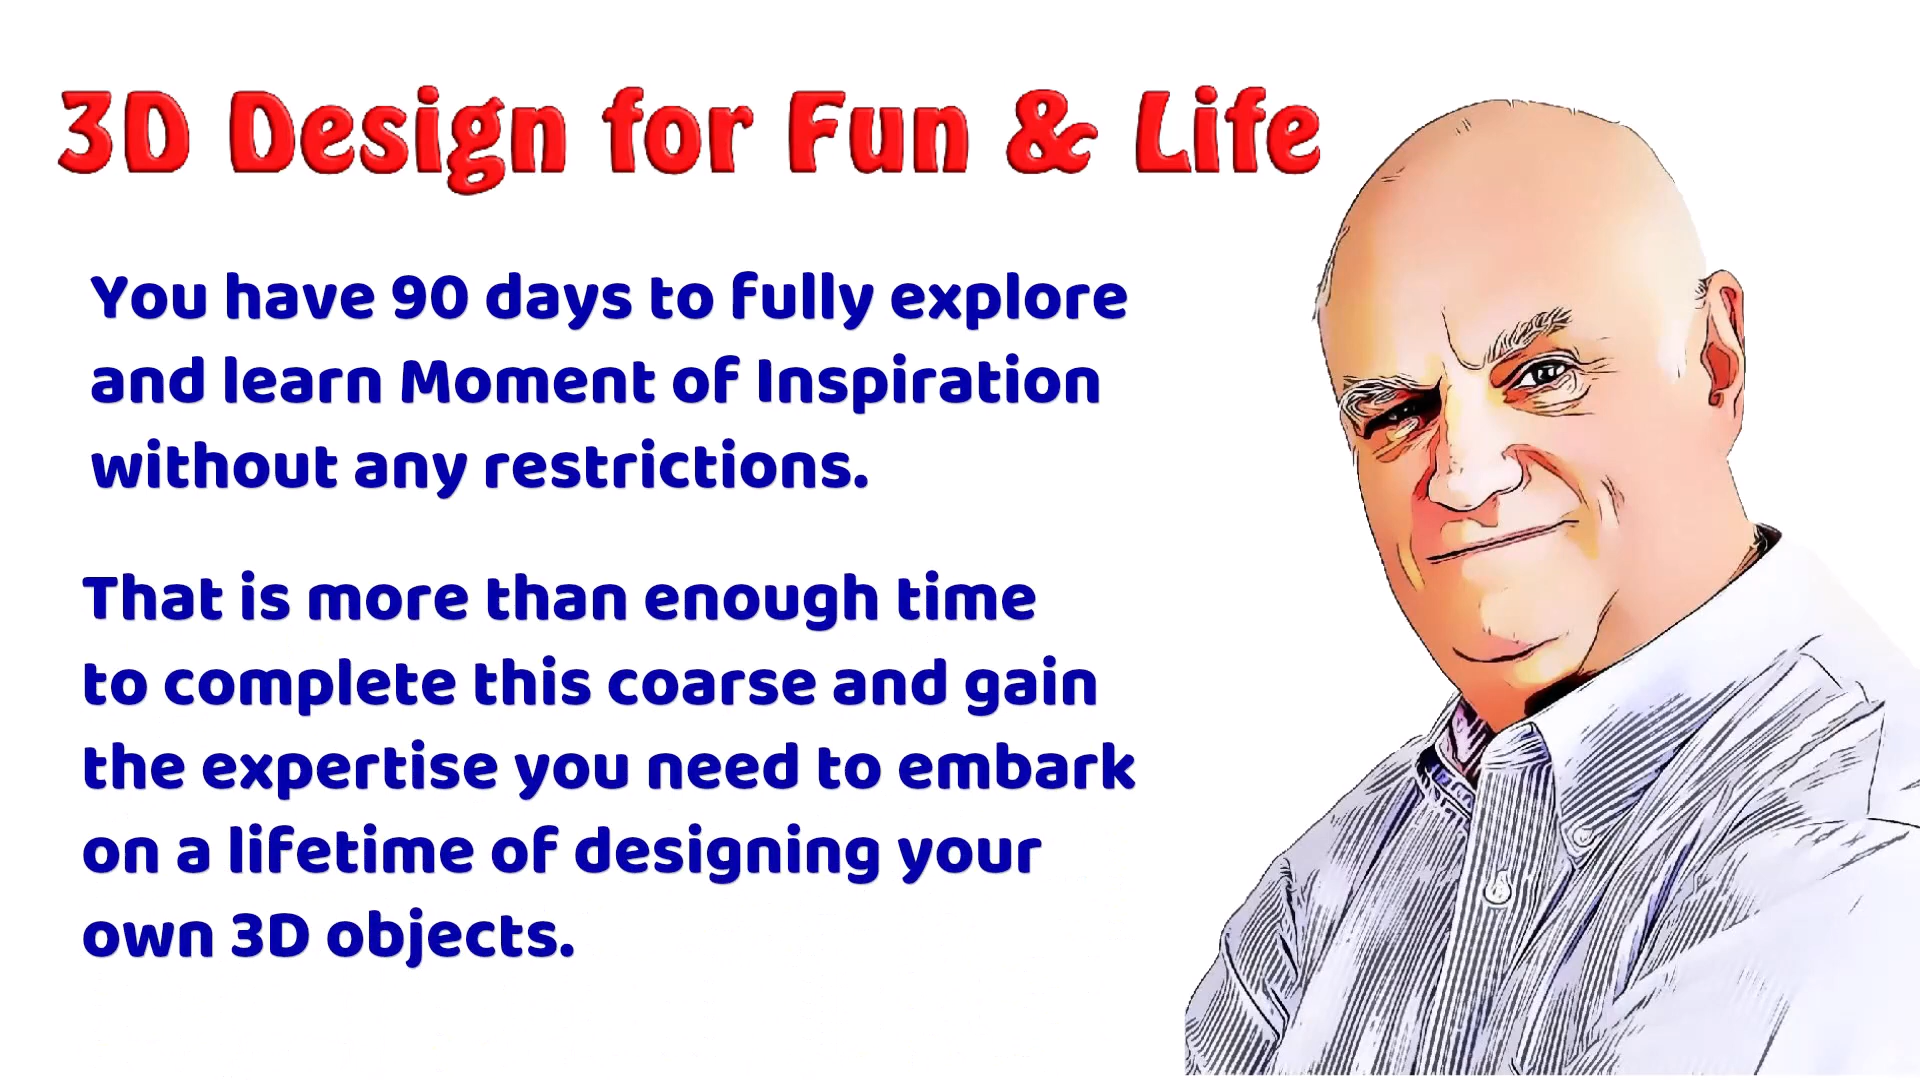 3D Design for Fun & Life
You have 90 days to fully explore
and learn Moment of Inspiration
without any restrictions.
That is more than enough time
to complete this coarse and gain
the expertise you need to embark
on a lifetime of designing your
own 3D objects.